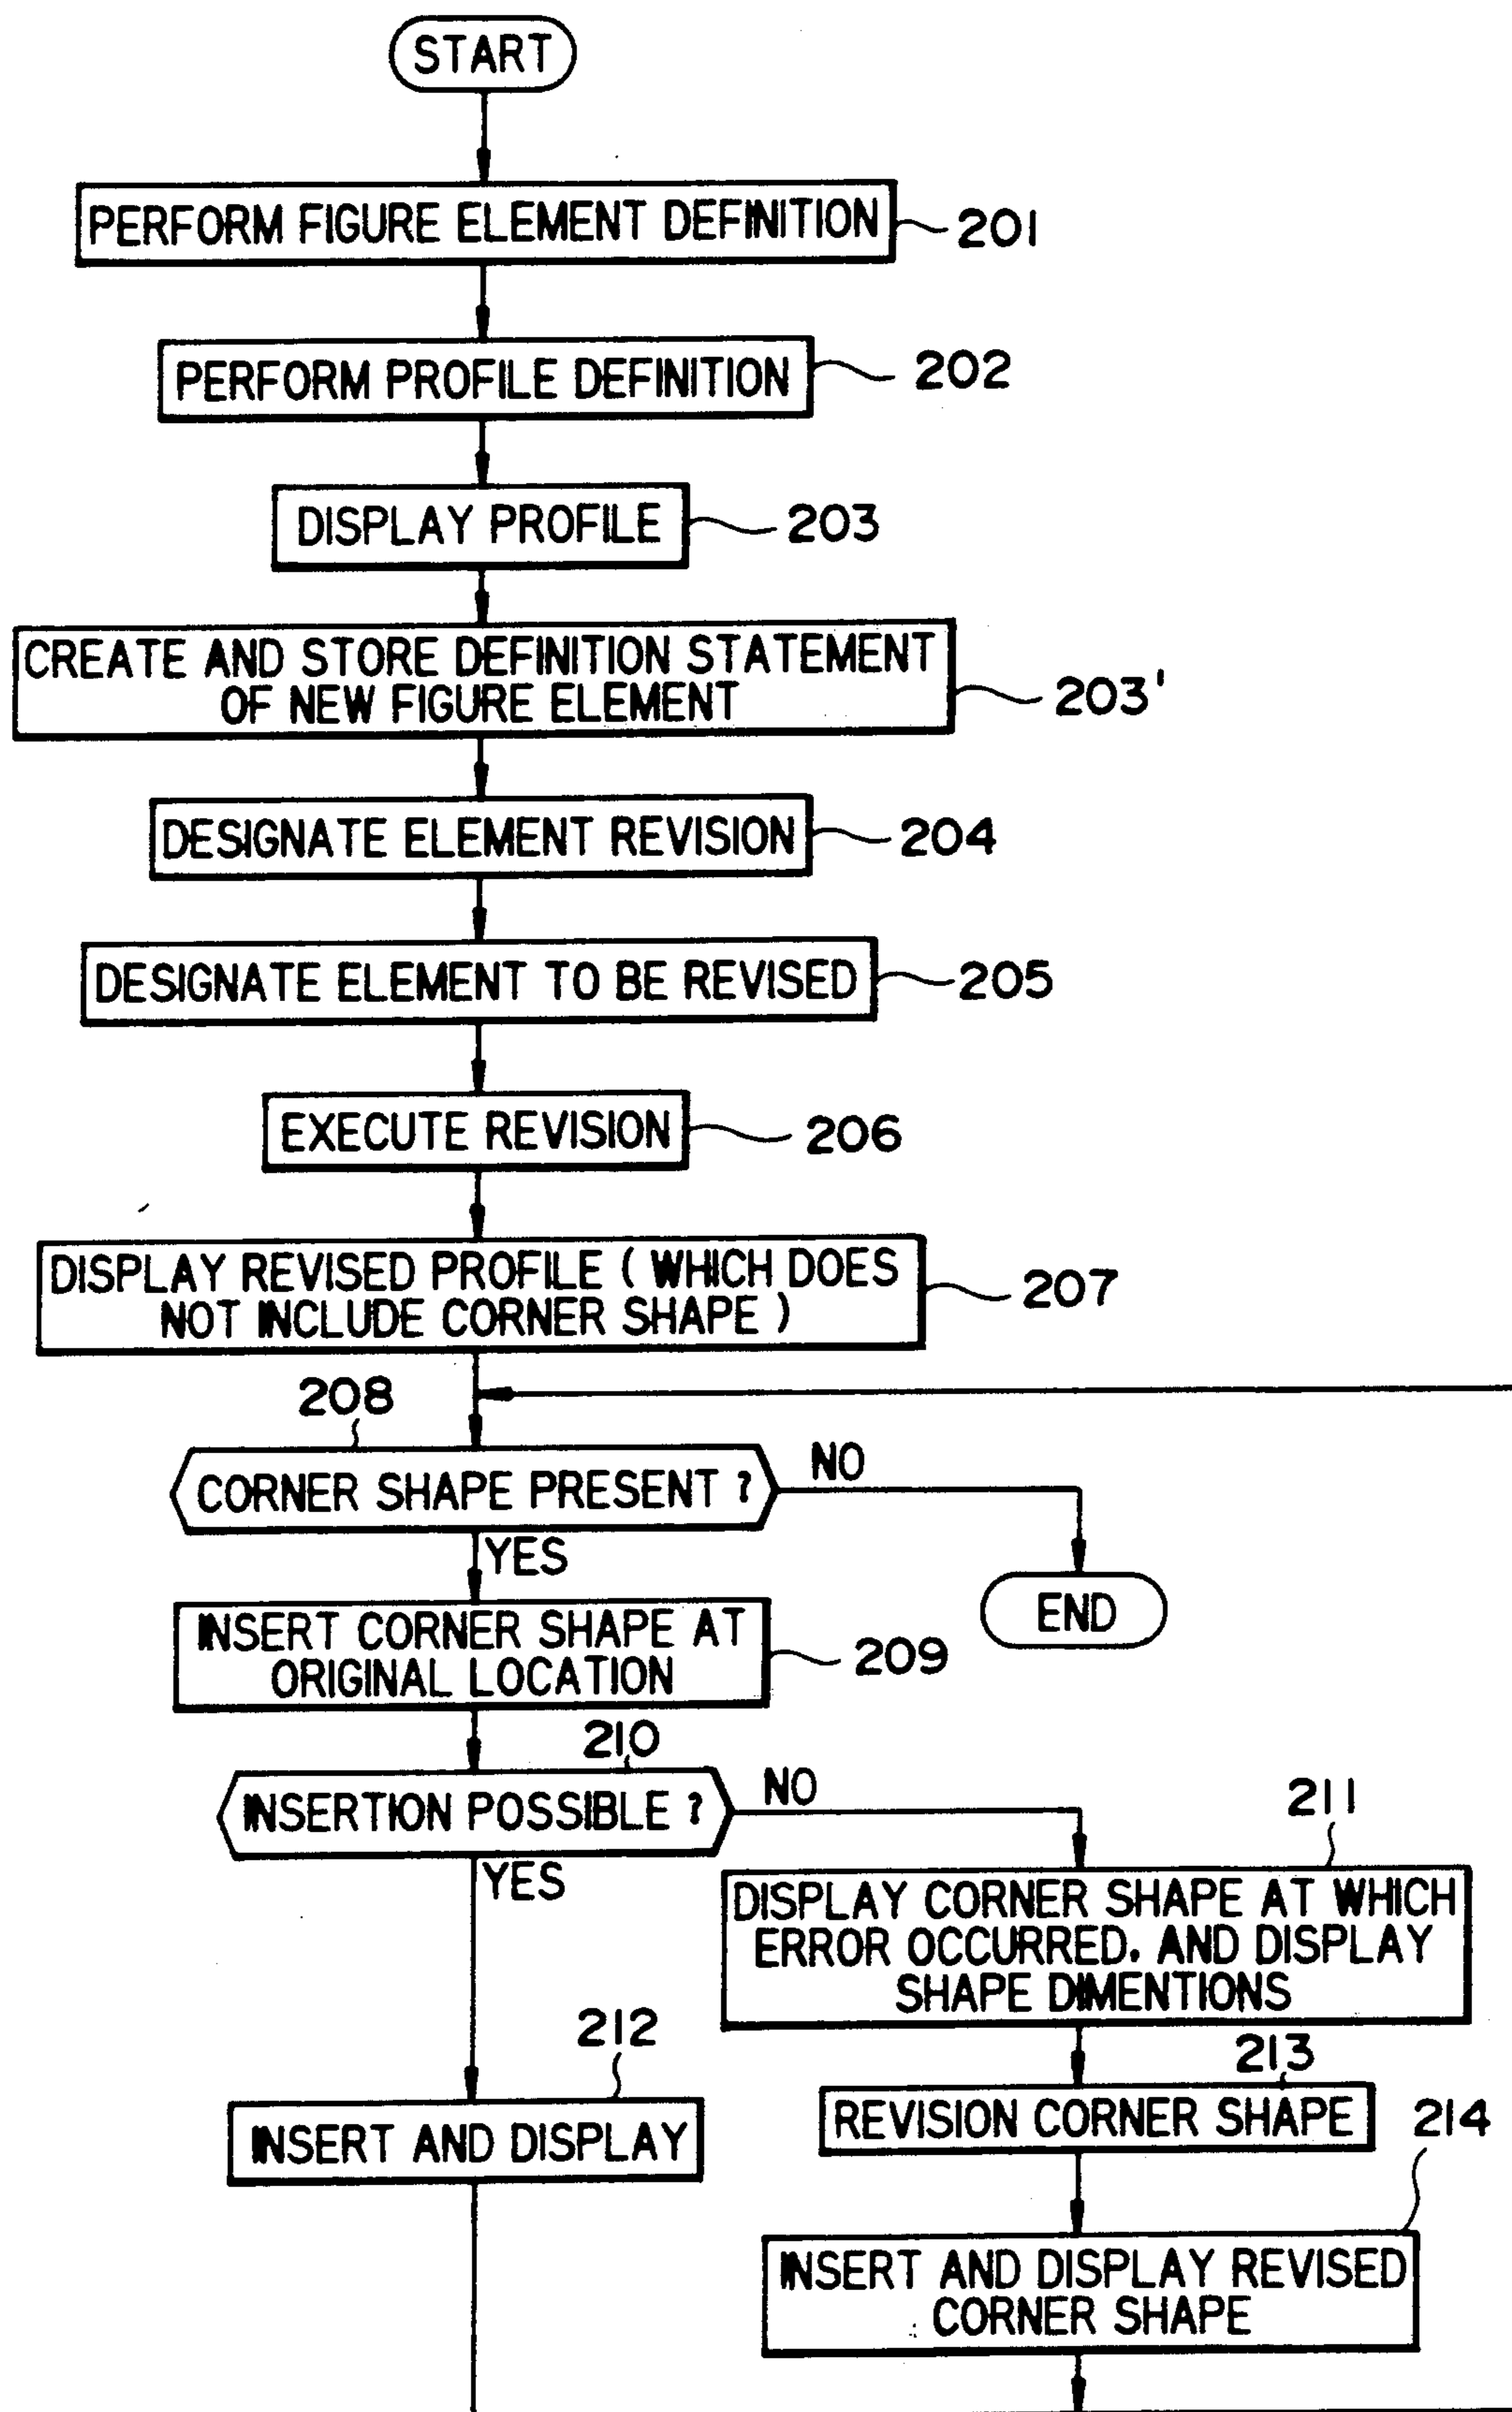 START
PERFORM FIGURE ELEMENT DEFINITION
201
PERFORM PROFILE DEFINITION
202
DISPLAY PROFILE
203
CREATE AND STORE DEFINITION STATEMENT
OF NEW FIGURE ELEMENT
203'
DESIGNATE ELEMENT REVISION
204
DESIGNATE ELEMENT TO BE REVISED
205
EXECUTE REVISION
206
DISPLAY REVISED PROFILE ( WHICH DOES
NOT INCLUDE CORNER SHAPE )
207
208
CORNER SHAPE PRESENT ?
NO
YES
END
INSERT CORNER SHAPE AT
ORIGINAL LOCATION
209
210
INSERTION POSSIBLE ?
NO
YES
211
DISPLAY CORNER SHAPE AT WHICH
ERROR OCCURRED. AND DISPLAY
SHAPE DIMENTIONS
212
INSERT AND DISPLAY
213
REVISION CORNER SHAPE
214
INSERT AND DISPLAY REVISED
CORNER SHAPE